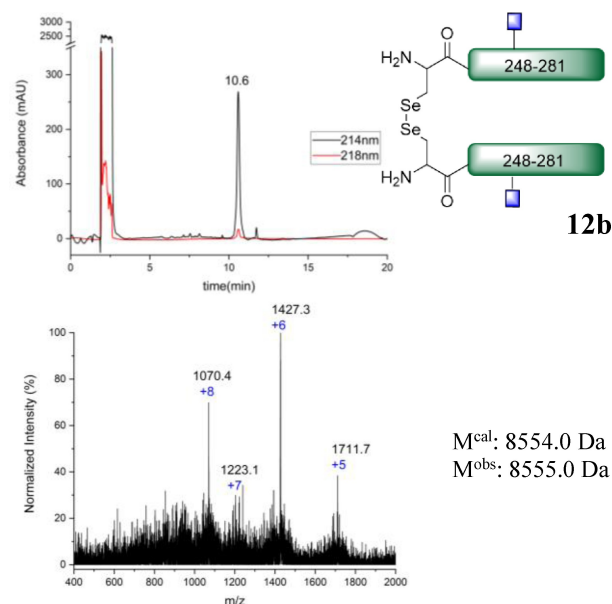 3000
2500
300
200
100
0
Absorbance (mAU)
10.6
214nm
218nm
0
5
10
15
20
time(min)
O
H₂N
248-281
Se
Se
248-281
H₂N
O
12b
1427.3
+6
1070.4
+8
1711.7
+5
1223.1
+7
100
80
60
40
20
0
Normalized Intensity (%)
400
600
800
1000
1200
1400
1600
1800
2000
m/z
Mᶜᵃˡ: 8554.0 Da
Mᵒᵇˢ: 8555.0 Da